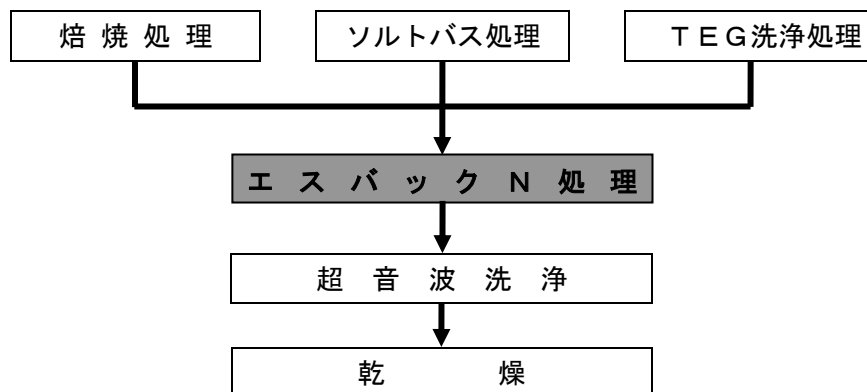 焙焼処理
ソルトバス処理
ＴＥＧ洗浄処理
エスバックＮ処理
超音波洗浄
乾燥